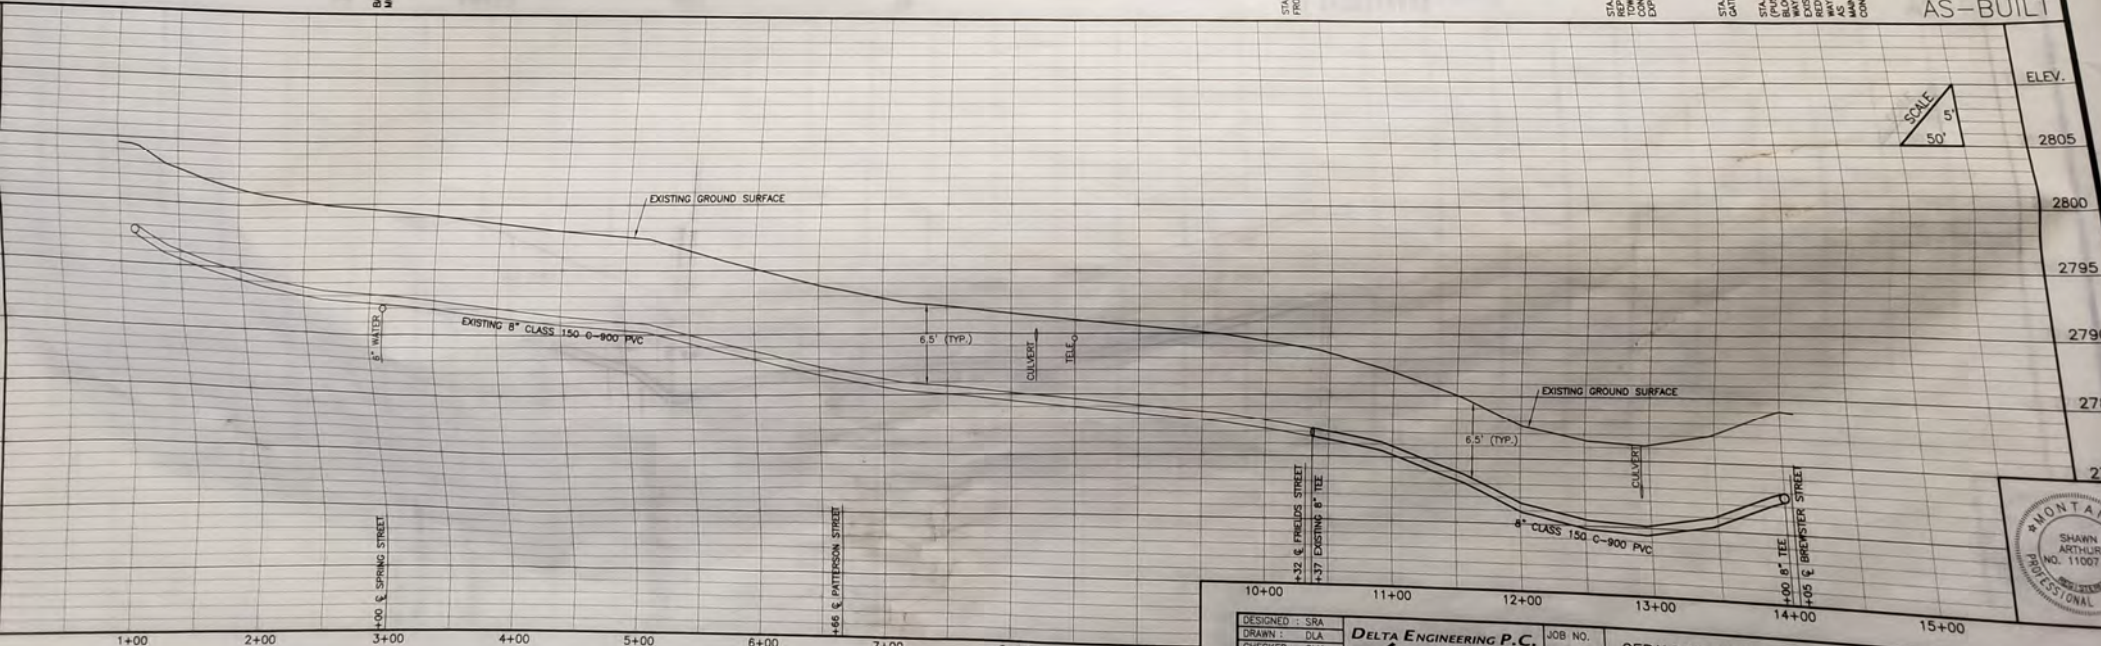 AS-BUILT
ELEV.
SCALE
5'
50'
2805
2800
2795
EXISTING GROUND SURFACE
6" WATER
EXISTING 8" CLASS 150 C-900 PVC
6.5' (TYP.)
CULVERT
TELE
EXISTING GROUND SURFACE
6.5' (TYP.)
CULVERT
8" CLASS 150 C-900 PVC
+00 ℄ SPRING STREET
+66 ℄ PATTERSON STREET
+32 ℄ FRIELDS STREET
+37 EXISTING 8" TEE
+00 8" TEE
+05 ℄ BREWSTER STREET
MONTA
SHAWN
ARTHUR
NO. 11007
PROFESSIONAL
10+00
11+00
12+00
13+00
14+00
15+00
1+00
2+00
3+00
4+00
5+00
6+00
DESIGNED : SRA
DRAWN : DLA
DELTA ENGINEERING P.C.
JOB NO.